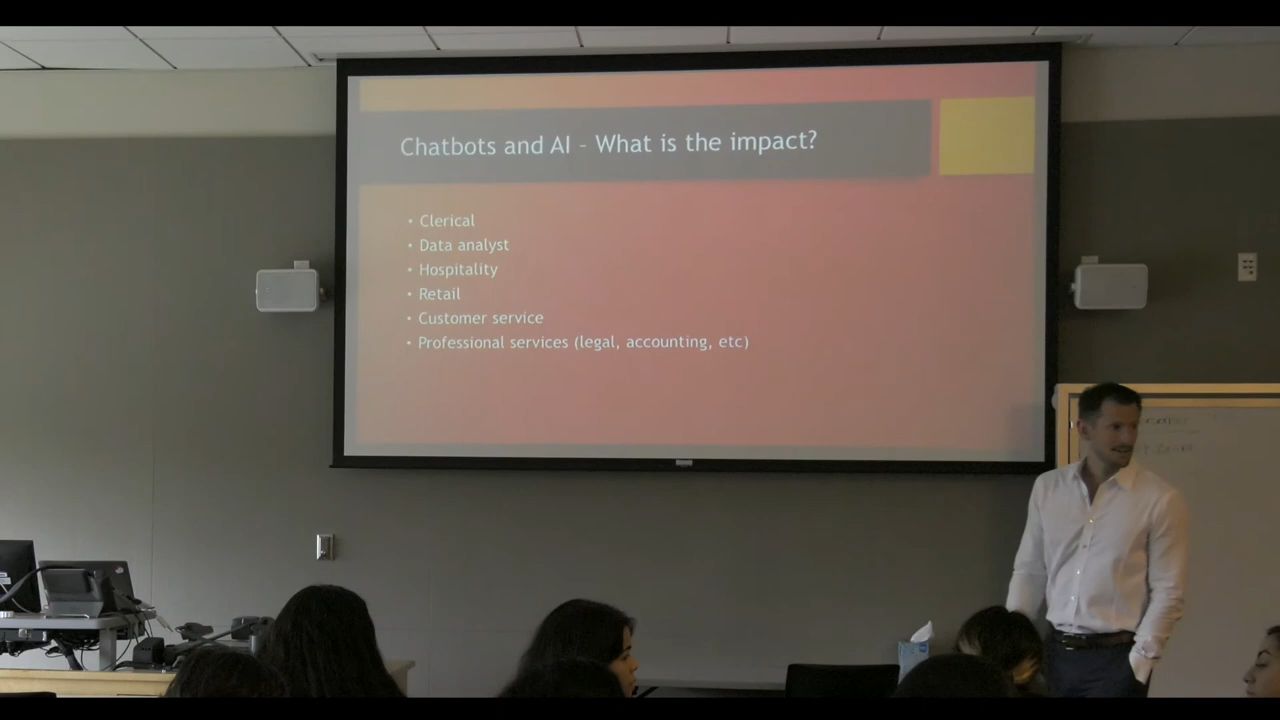 Chatbots and AI – What is the impact?
• Clerical
• Data analyst
• Hospitality
• Retail
• Customer service
• Professional services (legal, accounting, etc)